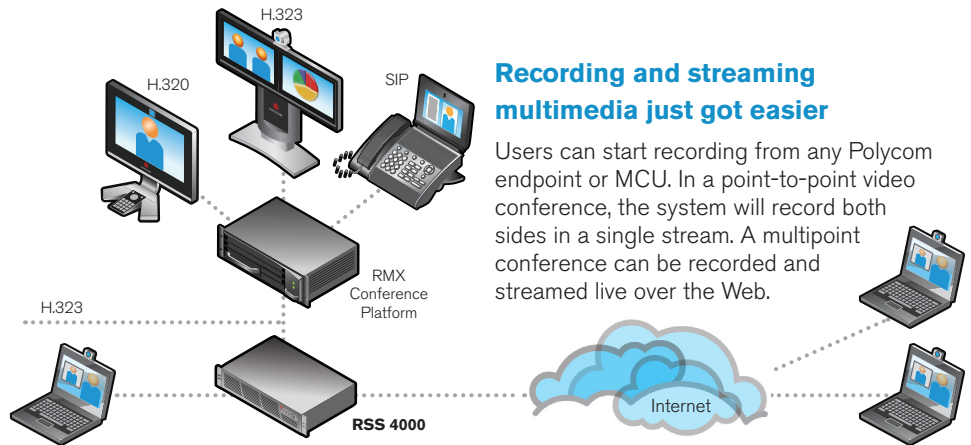 H.323
H.320
SIP
Recording and streaming
multimedia just got easier
Users can start recording from any Polycom
endpoint or MCU. In a point-to-point video
conference, the system will record both
sides in a single stream. A multipoint
conference can be recorded and
streamed live over the Web.
RMX
Conference
Platform
H.323
RSS 4000
Internet